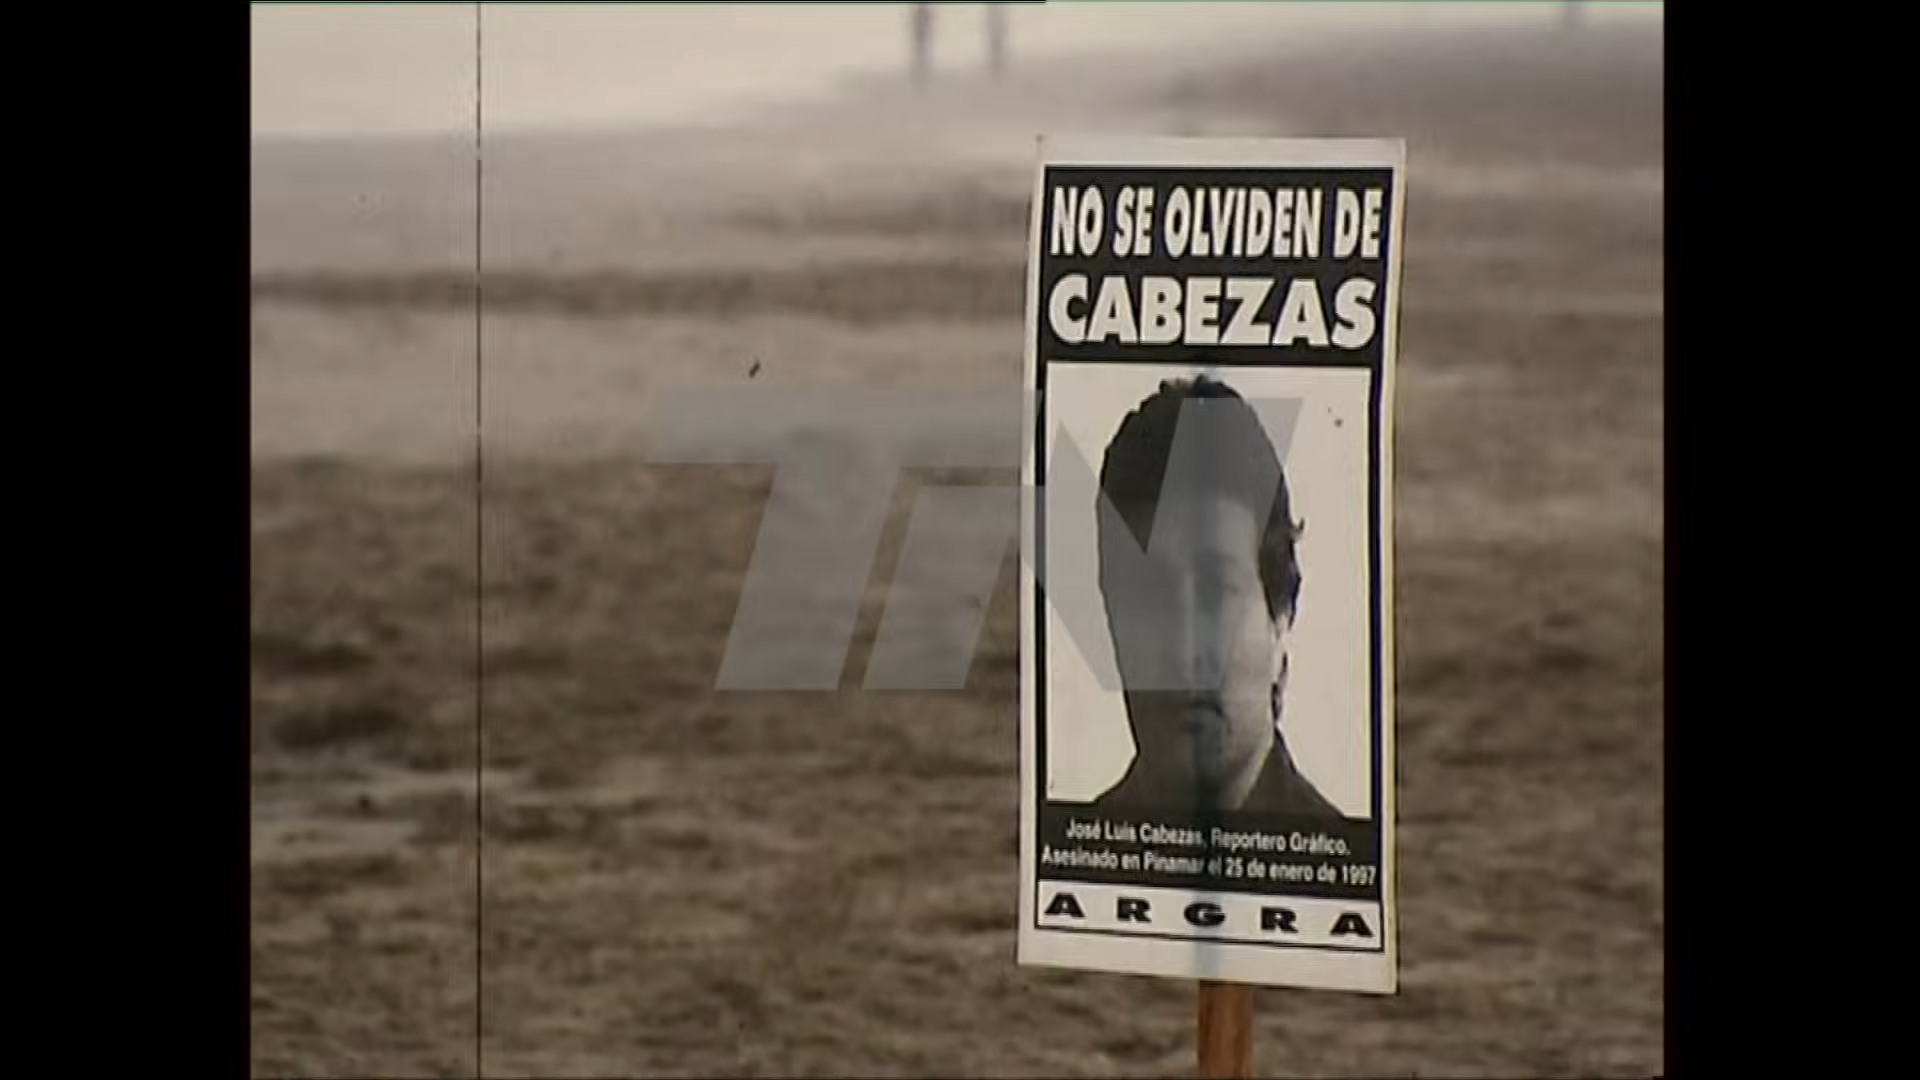 NO SE OLVIDEN DE
CABEZAS
TN
José Luis Cabezas, Reportero Gráfico.
Asesinado en Pinamar el 25 de enero de 1997
ARGRA